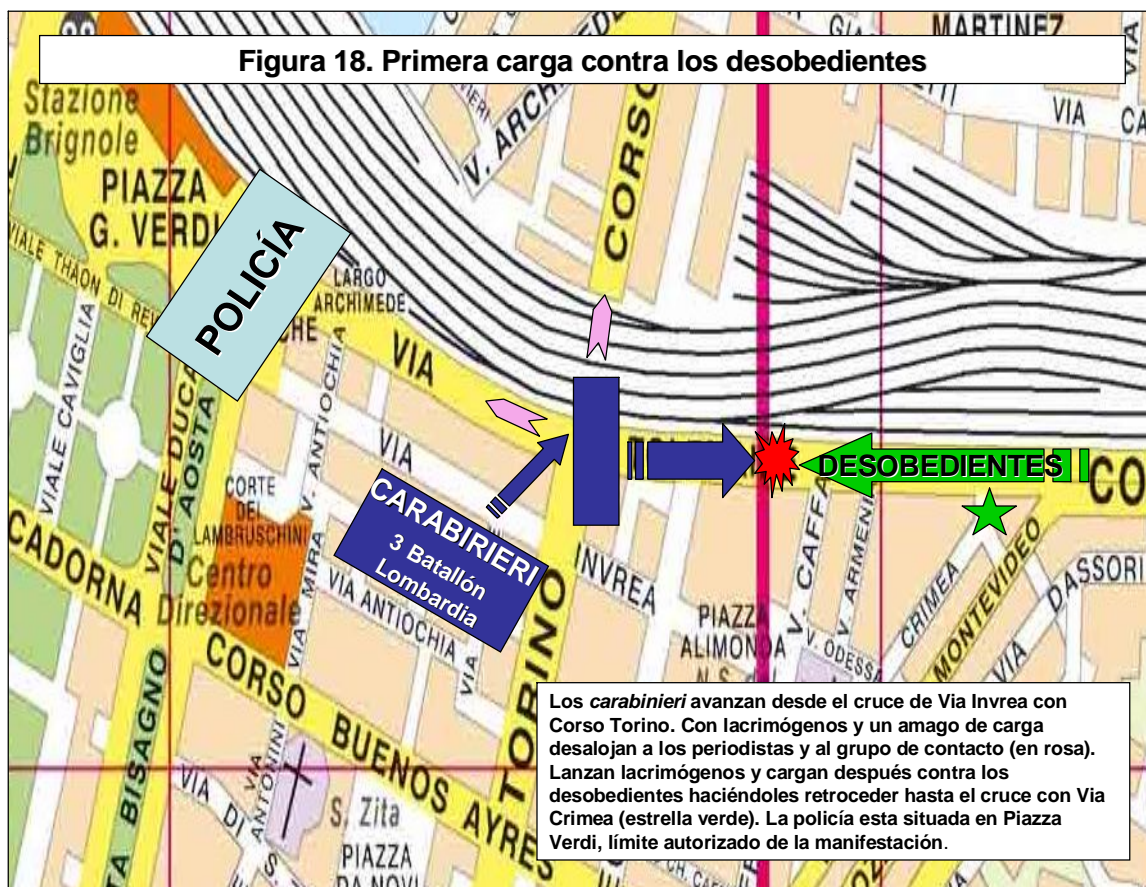 Figura 18. Primera carga contra los desobedientes
MARTINEZ
VIA
Stazione
Brignole
V. ARCHIMEDE
CORSO
VIA
PIAZZA
G. VERDI
POLICÍA
LARGO
ARCHIMEDE
VIALE CAVIGLIA
VIALE DUCA
D'AOSTA
V. ANTIOCHIA
VIA
VIA
DESOBEDIENTES
CO
CARABIRIERI
3 Batallón
Lombardia
CORTE
DEI
LAMBRUSCHINI
Centro
Direzionale
VIA MIRA
VIA ANTIOCHIA
VIA
INVREA
TORINO
PIAZZA
ALIMONDA
V. CAFFA
V. ARMENI
V. ODESSA
CRIMEA
MONTEVIDEO
VIA
DASSORI
CADORNA
CORSO BUENOS AYRES
BISAGNO
VIA ANTONINI
VIA DI
S. Zita
PIAZZA
DA NOVI
Los carabinieri avanzan desde el cruce de Via Invrea con
Corso Torino. Con lacrimógenos y un amago de carga
desalojan a los periodistas y al grupo de contacto (en rosa).
Lanzan lacrimógenos y cargan después contra los
desobedientes haciéndoles retroceder hasta el cruce con Via
Crimea (estrella verde). La policía esta situada en Piazza
Verdi, límite autorizado de la manifestación.